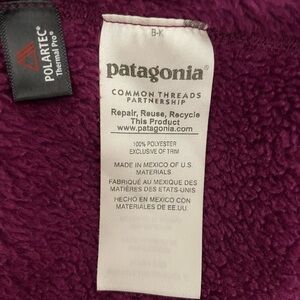 B-K
patagonia®
COMMON THREADS
PARTNERSHIP
Repair, Reuse, Recycle
This Product
www.patagonia.com
100% POLYESTER
EXCLUSIVE OF TRIM
MADE IN MEXICO OF U.S.
MATERIALS
FABRIQUÉ AU MEXIQUE DES
MATIÈRES DES ETATS-UNIS
HECHO EN MEXICO CON
MATERIALES DE EE.UU.
POLARTEC®
Thermal Pro®